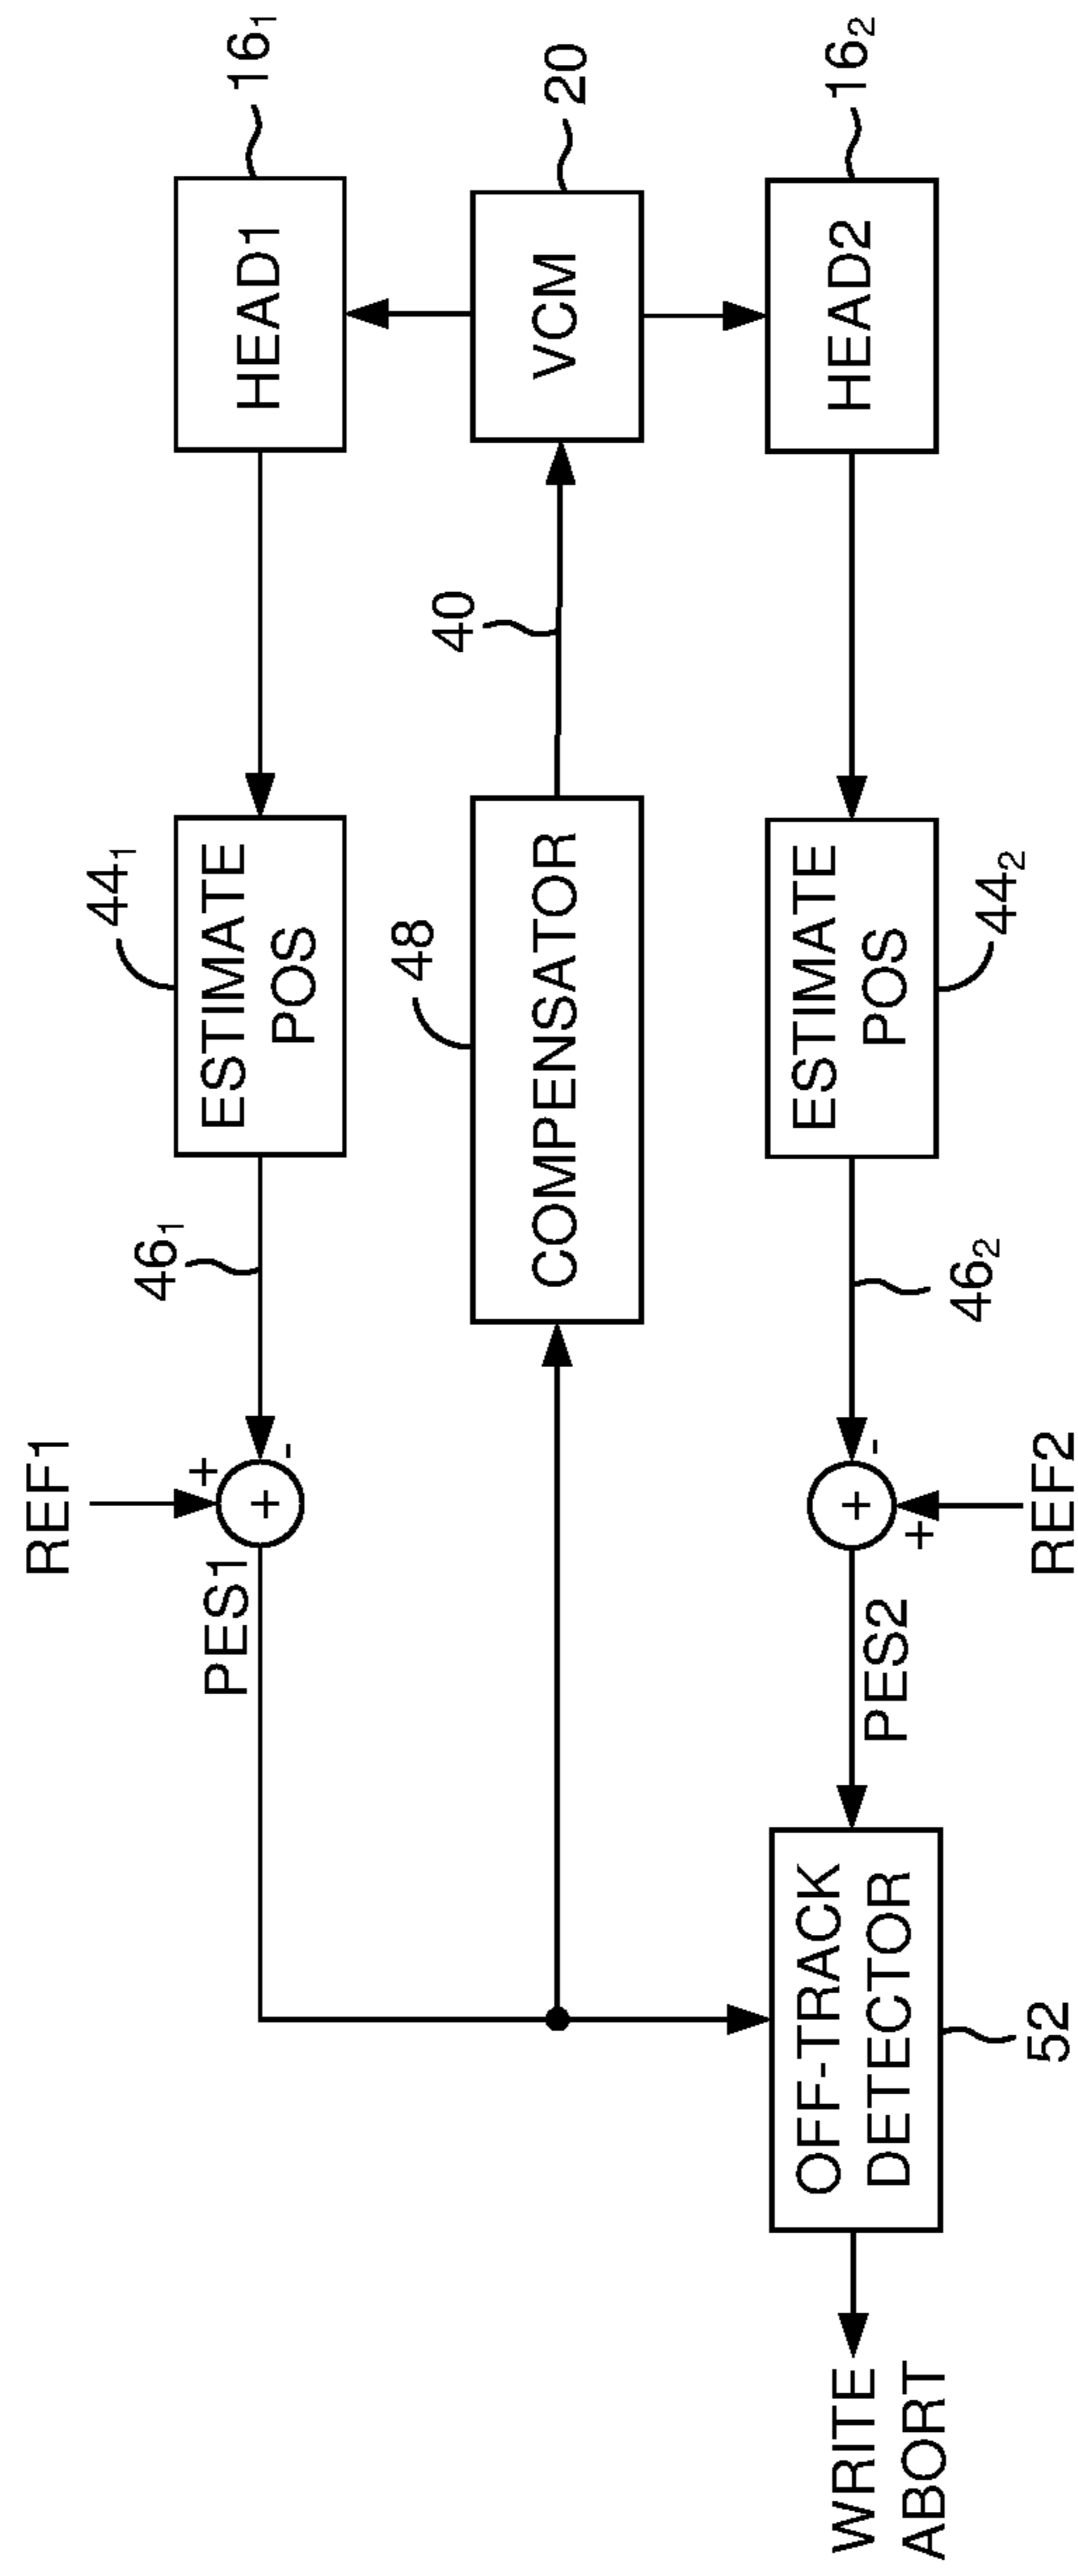 REF1
46₁
44₁
16₁
PES1
+
+
-
ESTIMATE
POS
HEAD1
48
40
20
COMPENSATOR
VCM
WRITE
ABORT
OFF-TRACK
DETECTOR
52
PES2
+
-
+
REF2
46₂
ESTIMATE
POS
44₂
HEAD2
16₂